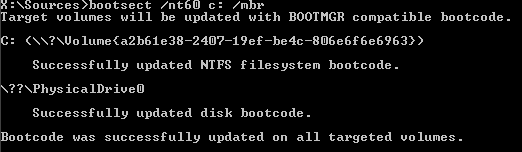 X:\Sources>bootsect /nt60 c: /mbr
Target volumes will be updated with BOOTMGR compatible bootcode.
C: (\\?\Volume{a2b61e38-2407-19ef-be4c-806e6f6e6963})
Successfully updated NTFS filesystem bootcode.
\??\PhysicalDrive0
Successfully updated disk bootcode.
Bootcode was successfully updated on all targeted volumes.